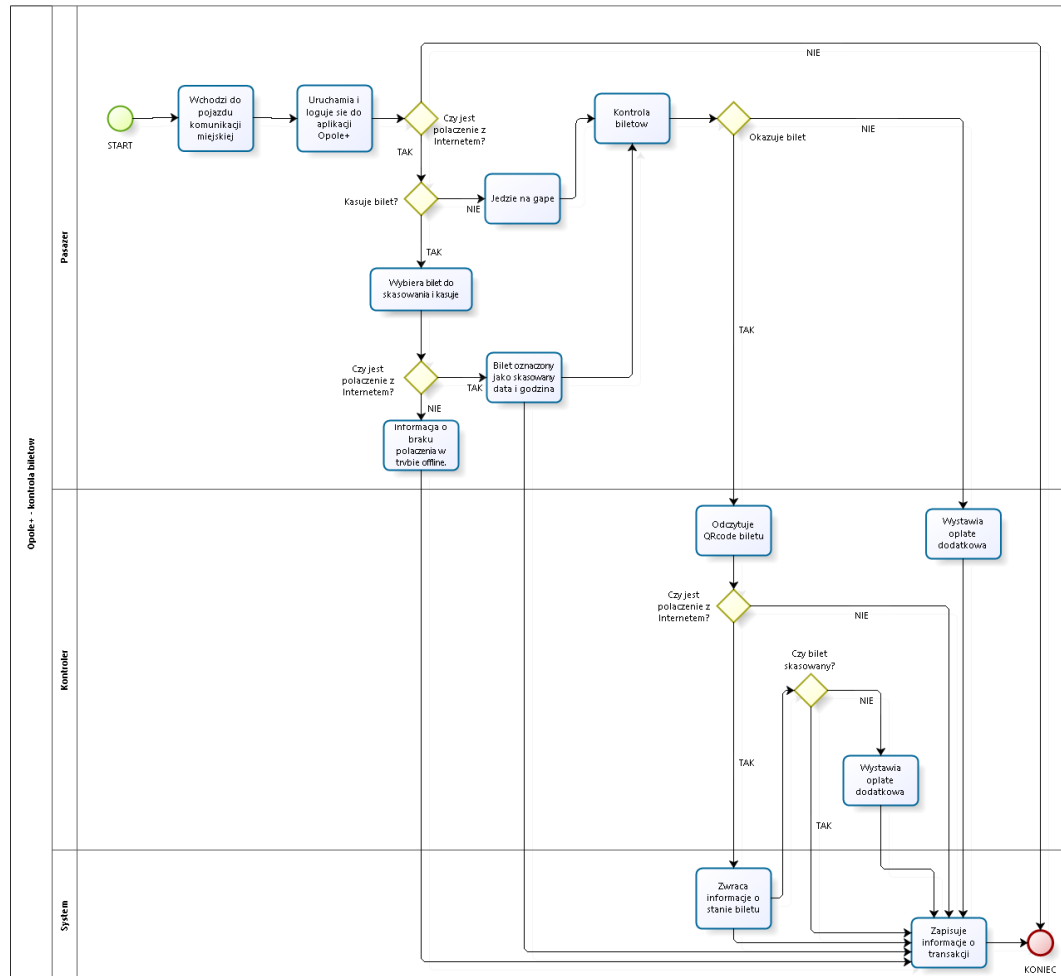 Opole+ - kontrola biletow
Pasazer
Kontroler
System
START
Wchodzi do
pojazdu
komunikacji
miejskiej
Uruchamia i
loguje sie do
aplikacji
Opole+
Czy jest
polaczenie z
Internetem?
NIE
TAK
Kasuje bilet?
NIE
Jedzie na gape
TAK
Wybiera bilet do
skasowania i kasuje
Czy jest
polaczenie z
Internetem?
TAK
Bilet oznaczony
jako skasowany
data i godzina
NIE
Informacja o
braku
polaczenia w
trybie offline.
Kontrola
biletow
Okazuje bilet
NIE
TAK
Odczytuje
QRcode biletu
Wystawia
oplate
dodatkowa
Czy jest
polaczenie z
Internetem?
NIE
TAK
Czy bilet
skasowany?
NIE
Wystawia
oplate
dodatkowa
TAK
Zwraca
informacje o
stanie biletu
Zapisuje
informacje o
transakcji
KONIEC